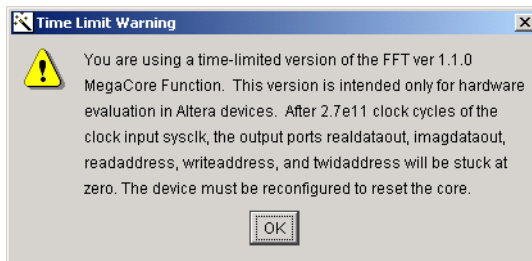 Time Limit Warning
You are using a time-limited version of the FFT ver 1.1.0
MegaCore Function. This version is intended only for hardware
evaluation in Altera devices. After 2.7e11 clock cycles of the
clock input sysclk, the output ports realdataout, imagdataout,
readaddress, writeaddress, and twidaddress will be stuck at
zero. The device must be reconfigured to reset the core.
OK